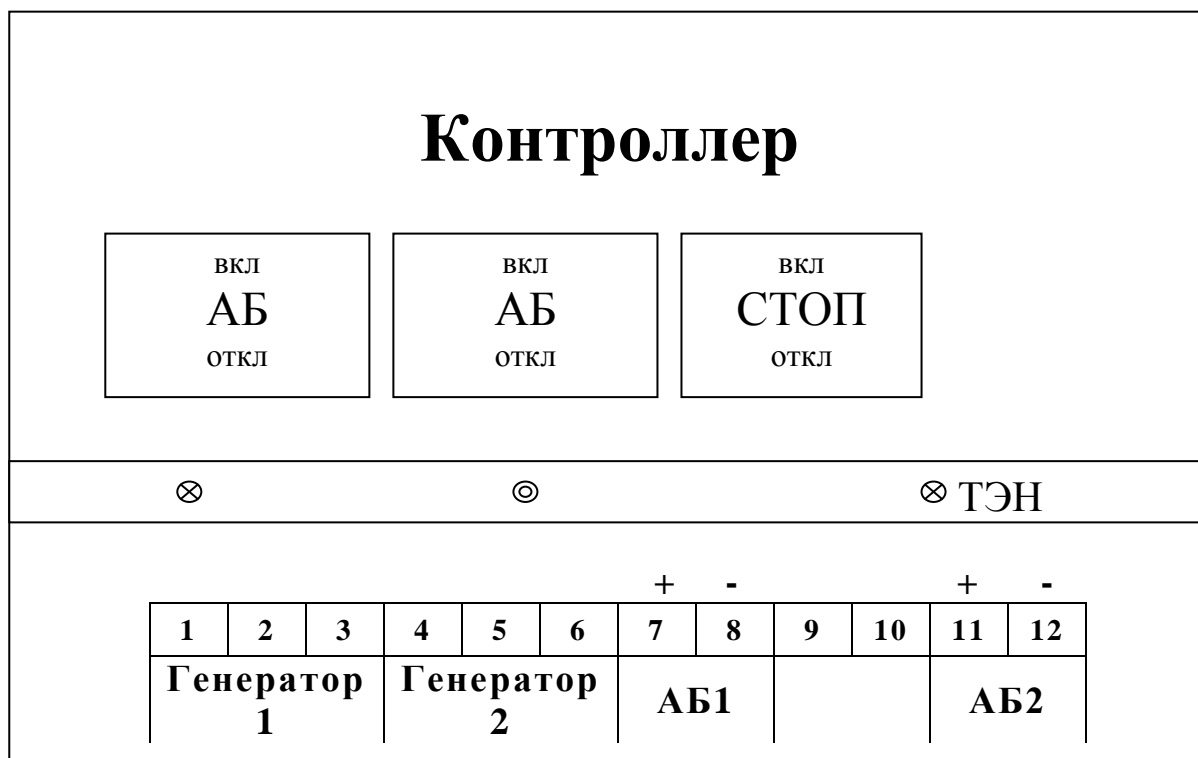 Контроллер
вкл вкл вкл
АБ АБ СТОП
откл откл откл
ТЭН
+ - + -
1 2 3 4 5 6 7 8 9 10 11 12
Генератор Генератор АБ1 АБ2
1 2